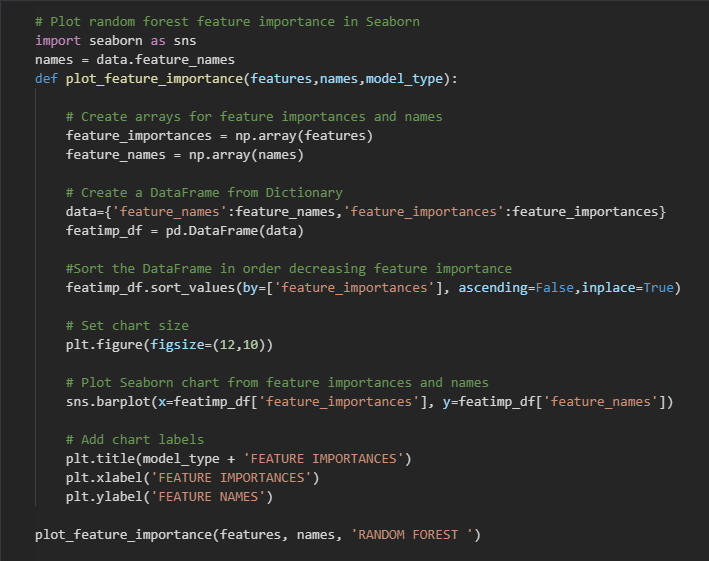 # Plot random forest feature importance in Seaborn
import seaborn as sns
names = data.feature_names
def plot_feature_importance(features,names,model_type):
# Create arrays for feature importances and names
feature_importances = np.array(features)
feature_names = np.array(names)
# Create a DataFrame from Dictionary
data={'feature_names':feature_names,'feature_importances':feature_importances}
featimp_df = pd.DataFrame(data)
#Sort the DataFrame in order decreasing feature importance
featimp_df.sort_values(by=['feature_importances'], ascending=False,inplace=True)
# Set chart size
plt.figure(figsize=(12,10))
# Plot Seaborn chart from feature importances and names
sns.barplot(x=featimp_df['feature_importances'], y=featimp_df['feature_names'])
# Add chart labels
plt.title(model_type + 'FEATURE IMPORTANCES')
plt.xlabel('FEATURE IMPORTANCES')
plt.ylabel('FEATURE NAMES')
plot_feature_importance(features, names, 'RANDOM FOREST ')